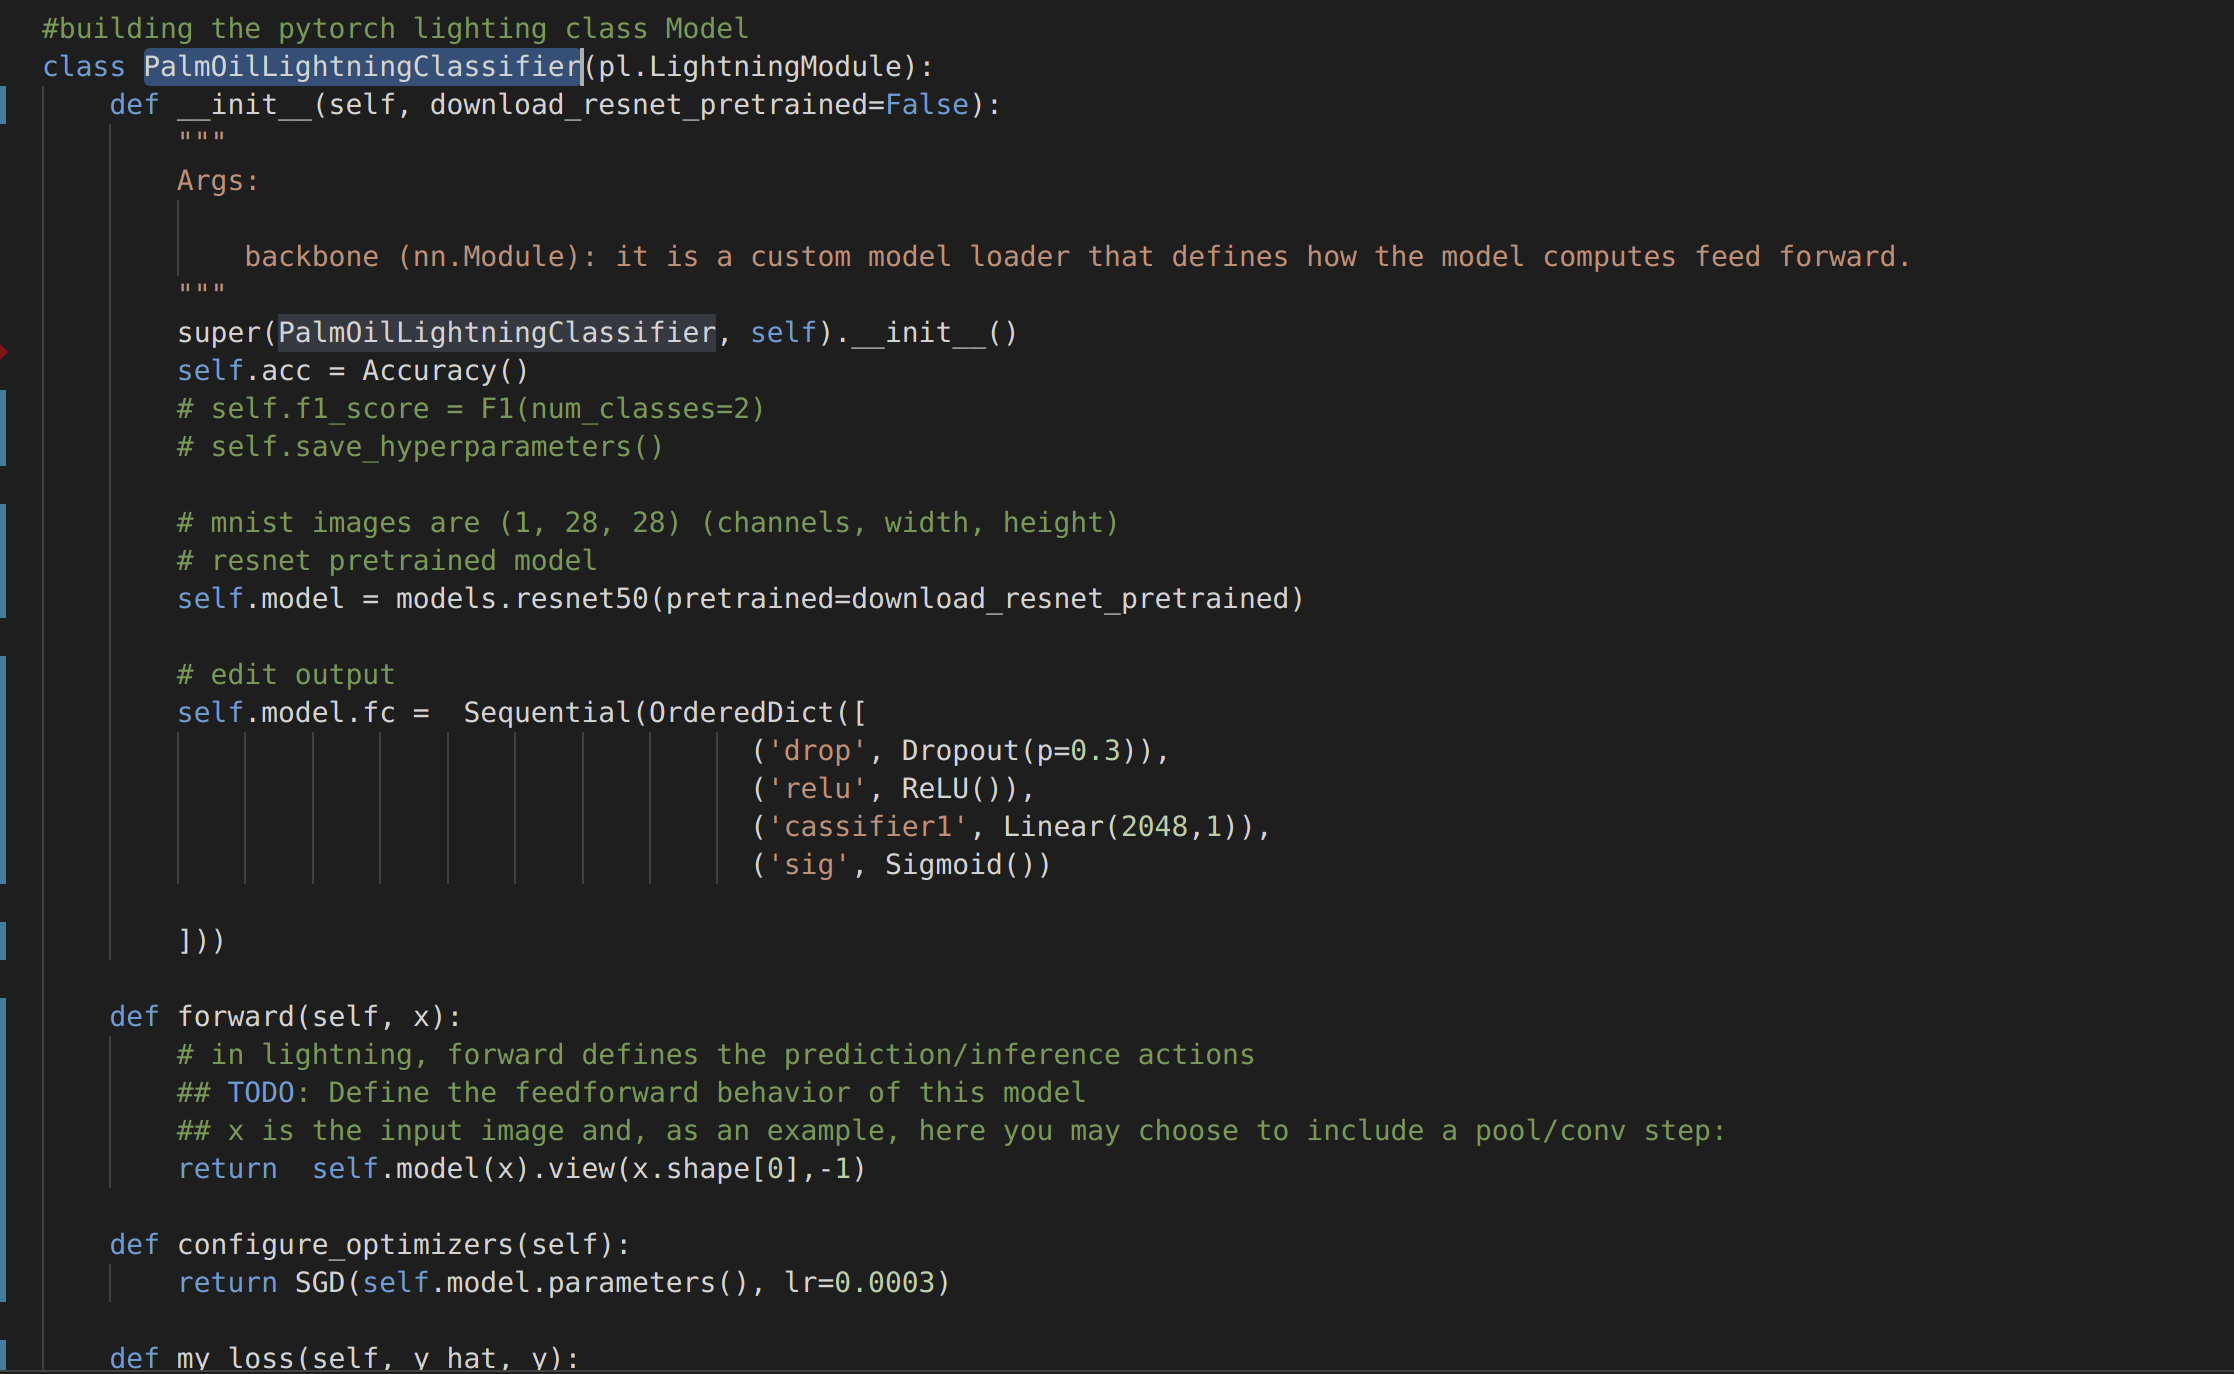 #building the pytorch lighting class Model
class PalmOilLightningClassifier(pl.LightningModule):
    def __init__(self, download_resnet_pretrained=False):
        """
        Args:

            backbone (nn.Module): it is a custom model loader that defines how the model computes feed forward.
        """
        super(PalmOilLightningClassifier, self).__init__()
        self.acc = Accuracy()
        # self.f1_score = F1(num_classes=2)
        # self.save_hyperparameters()

        # mnist images are (1, 28, 28) (channels, width, height)
        # resnet pretrained model
        self.model = models.resnet50(pretrained=download_resnet_pretrained)

        # edit output
        self.model.fc =  Sequential(OrderedDict([
                                          ('drop', Dropout(p=0.3)),
                                          ('relu', ReLU()),
                                          ('cassifier1', Linear(2048,1)),
                                          ('sig', Sigmoid())

        ]))

    def forward(self, x):
        # in lightning, forward defines the prediction/inference actions
        ## TODO: Define the feedforward behavior of this model
        ## x is the input image and, as an example, here you may choose to include a pool/conv step:
        return  self.model(x).view(x.shape[0],-1)

    def configure_optimizers(self):
        return SGD(self.model.parameters(), lr=0.0003)

    def my_loss(self, y_hat, y):